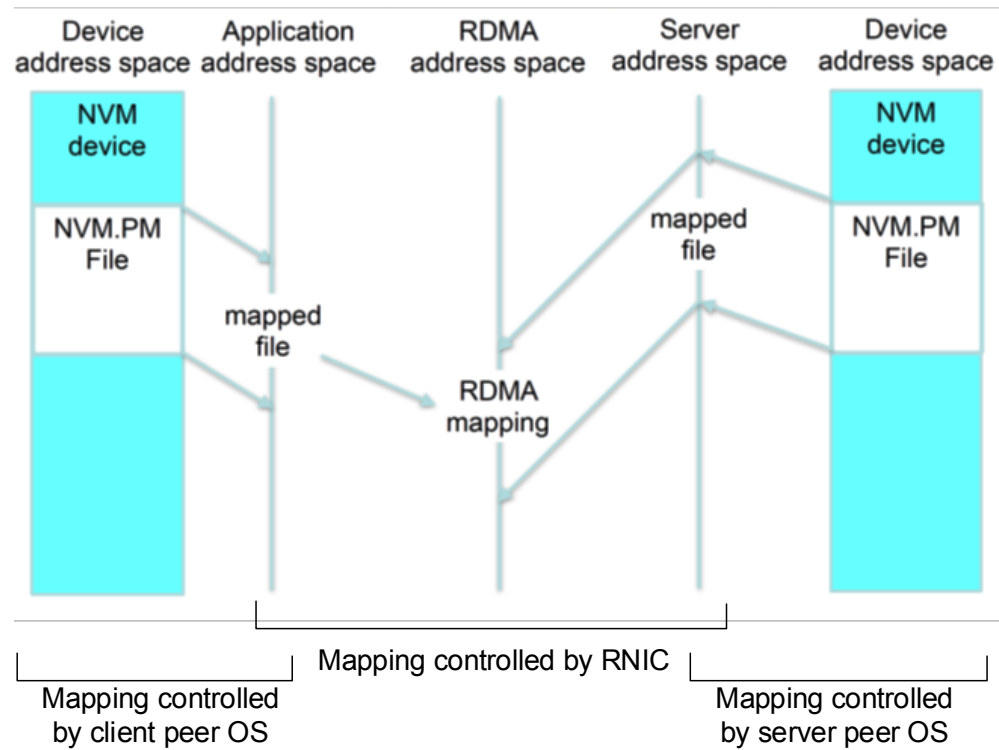 Device
address space
Application
address space
RDMA
address space
Server
address space
Device
address space
NVM
device
NVM.PM
File
mapped
file
RDMA
mapping
mapped
file
NVM
device
NVM.PM
File
Mapping controlled by RNIC
Mapping controlled
by client peer OS
Mapping controlled
by server peer OS